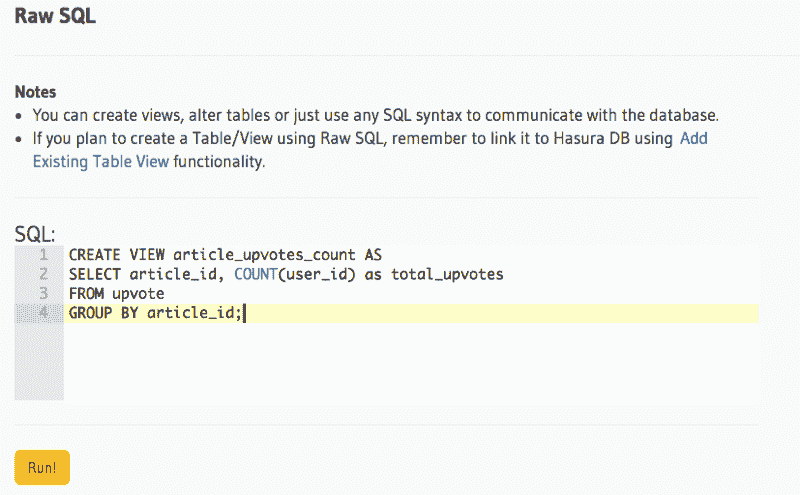 Raw SQL
Notes
You can create views, alter tables or just use any SQL syntax to communicate with the database.
If you plan to create a Table/View using Raw SQL, remember to link it to Hasura DB using Add
Existing Table View functionality.
SQL:
1 CREATE VIEW article_upvotes_count AS
2 SELECT article_id, COUNT(user_id) as total_upvotes
3 FROM upvote
4 GROUP BY article_id;
Run!